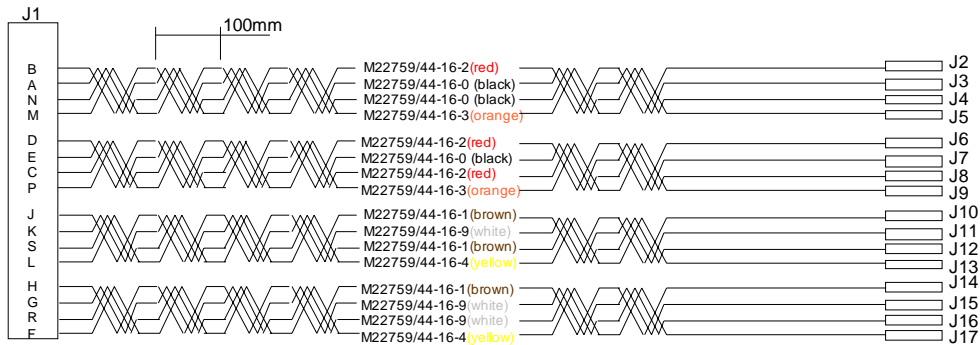 J1
100mm
B M22759/44-16-2(red) J2
A M22759/44-16-0 (black) J3
N M22759/44-16-0 (black) J4
M M22759/44-16-3(orange) J5
D M22759/44-16-2(red) J6
E M22759/44-16-0(black) J7
C M22759/44-16-2(red) J8
P M22759/44-16-3(orange) J9
J M22759/44-16-1(brown) J10
K M22759/44-16-9(white) J11
S M22759/44-16-1(brown) J12
L M22759/44-16-4(yellow) J13
H M22759/44-16-1(brown) J14
G M22759/44-16-9(white) J15
R M22759/44-16-9(white) J16
F M22759/44-16-4(yellow) J17